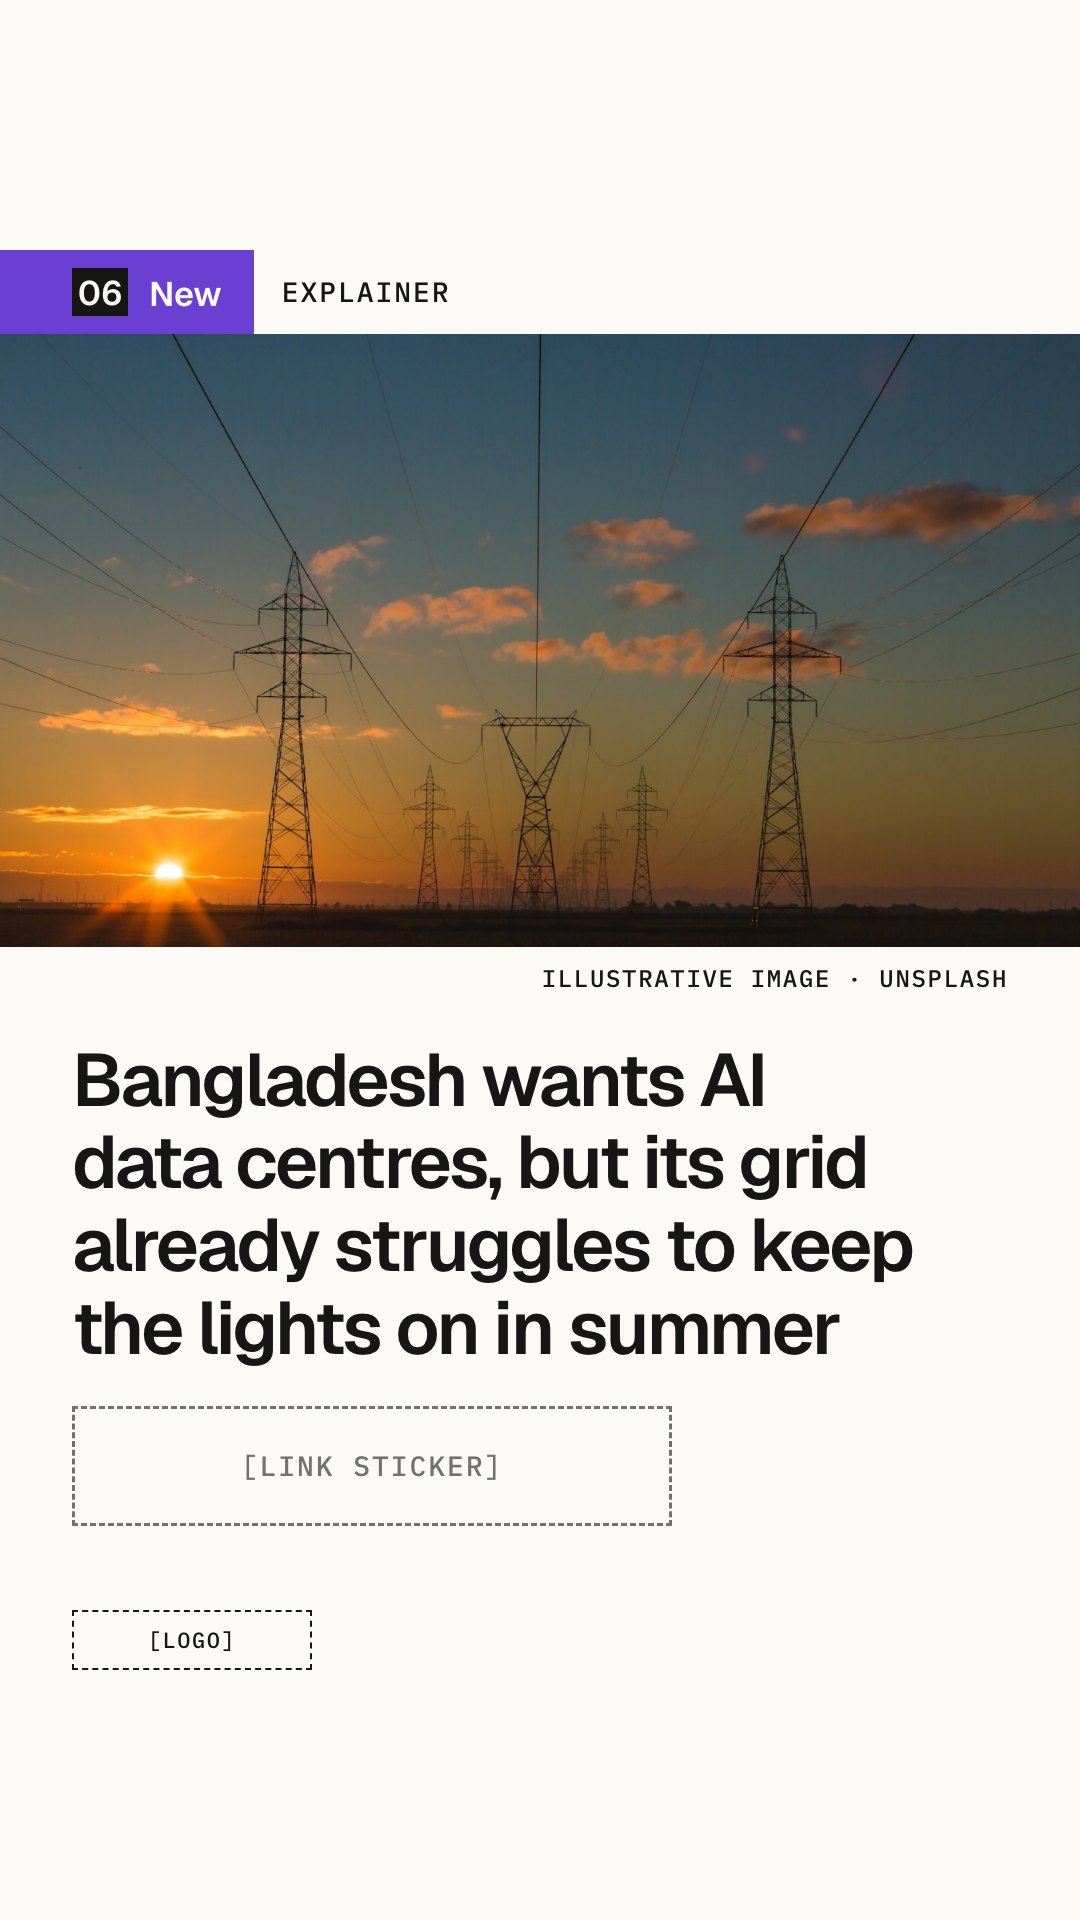 06 New
EXPLAINER
ILLUSTRATIVE IMAGE · UNSPLASH
Bangladesh wants AI
data centres, but its grid
already struggles to keep
the lights on in summer
[LINK STICKER]
[LOGO]